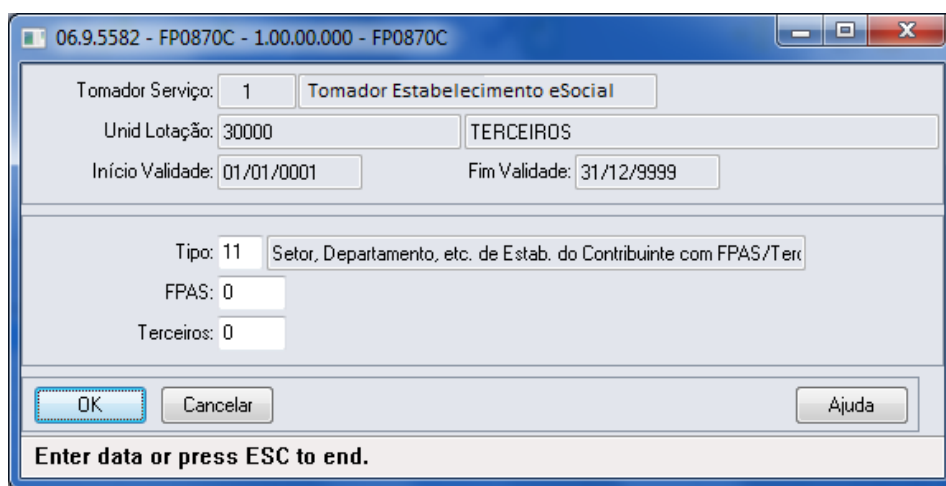 06.9.5582 - FP0870C - 1.00.00.000 - FP0870C
Tomador Serviço: 1 Tomador Estabelecimento eSocial
Unid Lotação: 30000 TERCEIROS
Início Validade: 01/01/0001 Fim Validade: 31/12/9999
Tipo: 11 Setor, Departamento, etc. de Estab. do Contribuinte com FPAS/Terc
FPAS: 0
Terceiros: 0
OK Cancelar Ajuda
Enter data or press ESC to end.